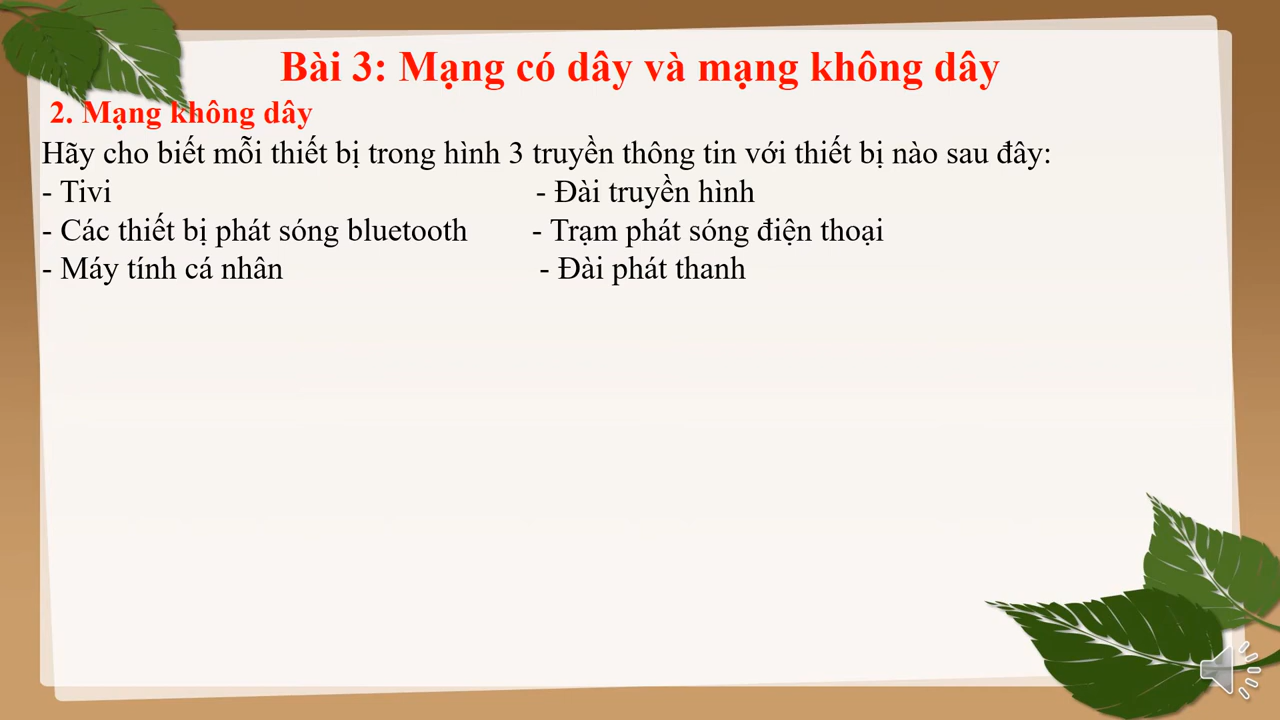 Bài 3: Mạng có dây và mạng không dây
2. Mạng không dây
Hãy cho biết mỗi thiết bị trong hình 3 truyền thông tin với thiết bị nào sau đây:
- Tivi - Đài truyền hình
- Các thiết bị phát sóng bluetooth - Trạm phát sóng điện thoại
- Máy tính cá nhân - Đài phát thanh